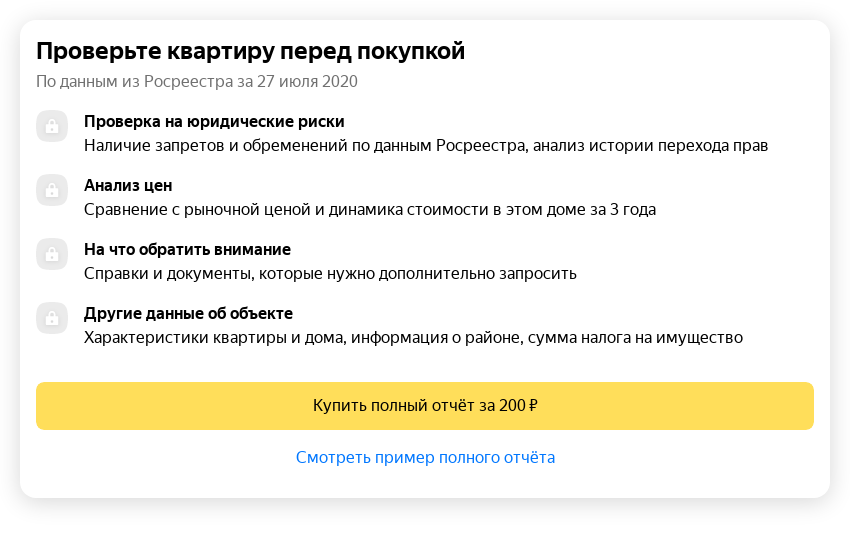 Проверьте квартиру перед покупкой
По данным из Росреестра за 27 июля 2020
Проверка на юридические риски
Наличие запретов и обременений по данным Росреестра, анализ истории перехода прав
Анализ цен
Сравнение с рыночной ценой и динамика стоимости в этом доме за 3 года
На что обратить внимание
Справки и документы, которые нужно дополнительно запросить
Другие данные об объекте
Характеристики квартиры и дома, информация о районе, сумма налога на имущество
Купить полный отчёт за 200 ₽
Смотреть пример полного отчёта